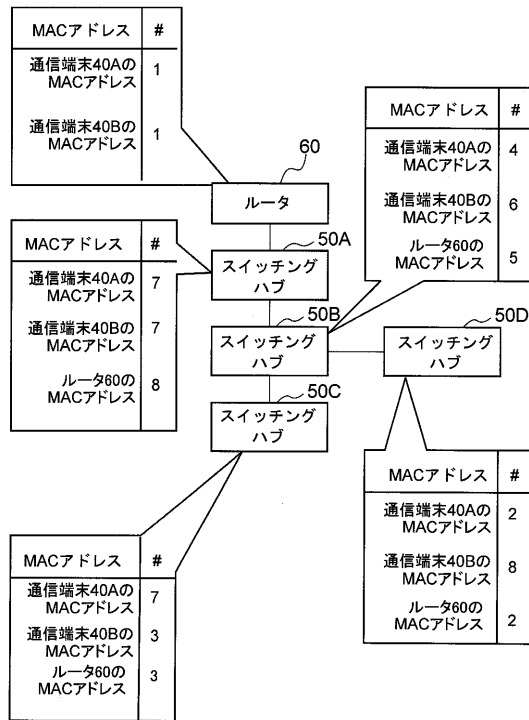 MACアドレス #
通信端末40Aの
MACアドレス 1
通信端末40Bの
MACアドレス 1
60
ルータ
50A
スイッチング
ハブ
50B
スイッチング
ハブ
50C
スイッチング
ハブ
50D
スイッチング
ハブ
MACアドレス #
通信端末40Aの
MACアドレス 4
通信端末40Bの
MACアドレス 6
ルータ60の
MACアドレス 5
MACアドレス #
通信端末40Aの
MACアドレス 7
通信端末40Bの
MACアドレス 7
ルータ60の
MACアドレス 8
MACアドレス #
通信端末40Aの
MACアドレス 2
通信端末40Bの
MACアドレス 8
ルータ60の
MACアドレス 2
MACアドレス #
通信端末40Aの
MACアドレス 7
通信端末40Bの
MACアドレス 3
ルータ60の
MACアドレス 3